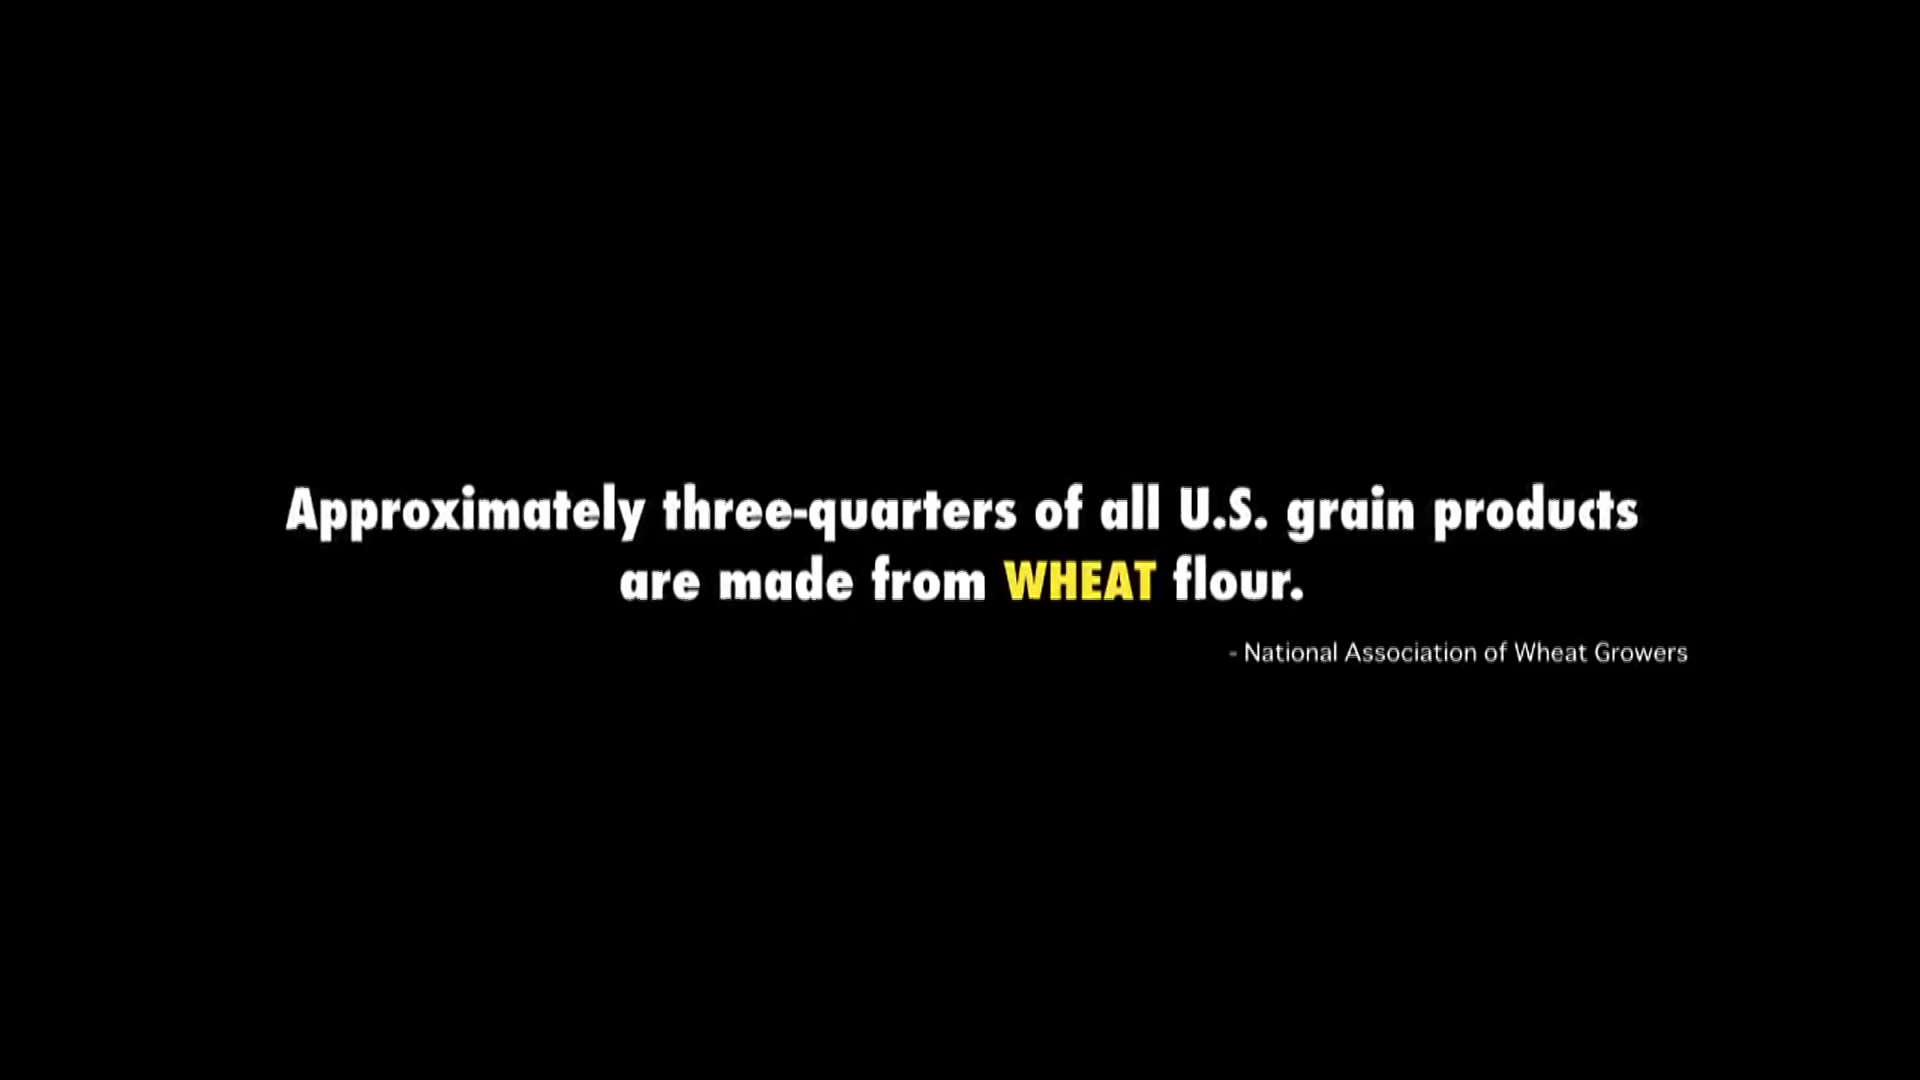 Approximately three-quarters of all U.S. grain products
are made from WHEAT flour.
- National Association of Wheat Growers